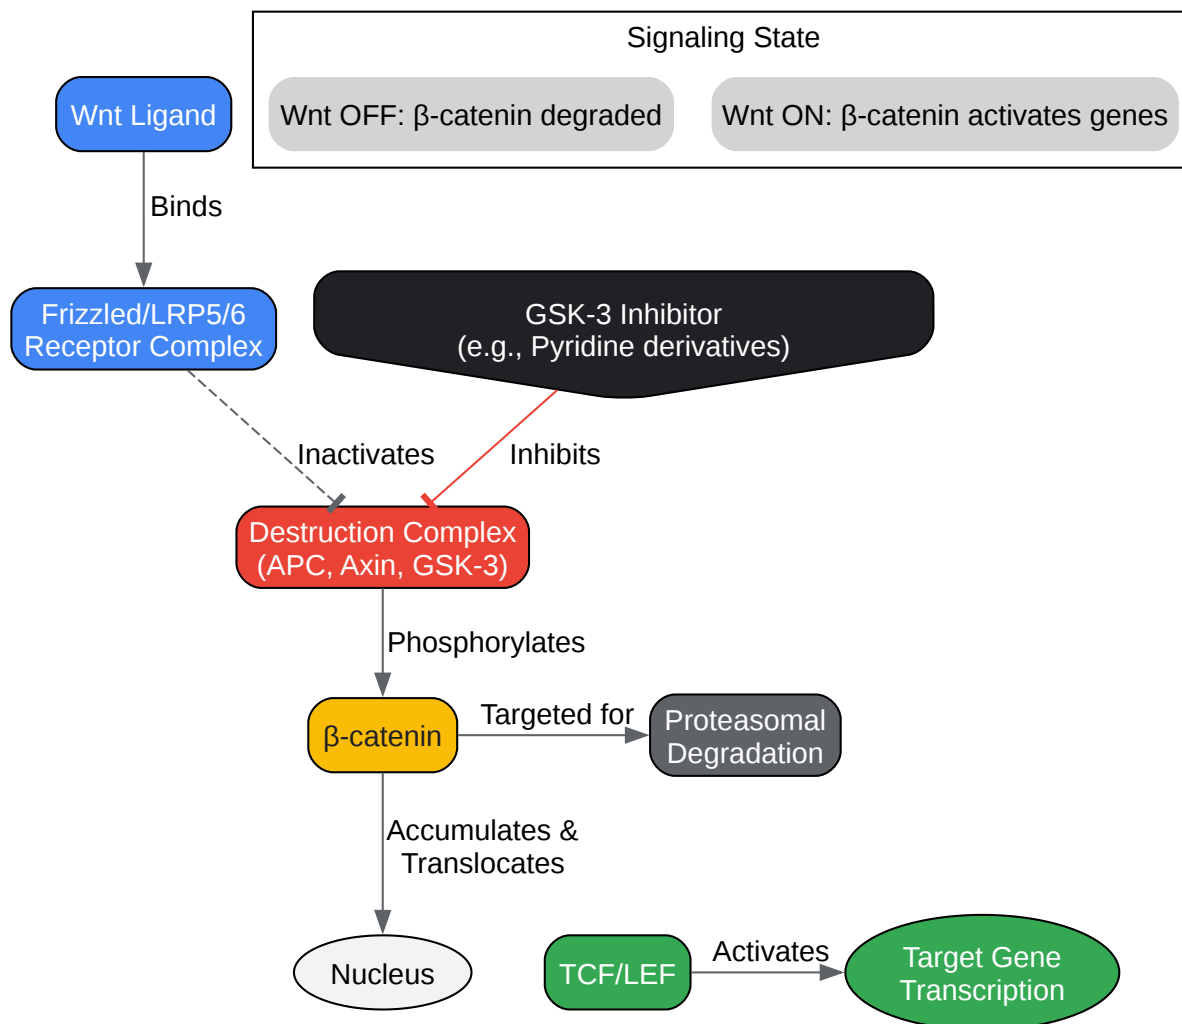 Signaling State
Wnt Ligand
Wnt OFF: β-catenin degraded
Wnt ON: β-catenin activates genes
Binds
Frizzled/LRP5/6
Receptor Complex
GSK-3 Inhibitor
(e.g., Pyridine derivatives)
Inactivates
Inhibits
Destruction Complex
(APC, Axin, GSK-3)
Phosphorylates
β-catenin
Targeted for
Proteasomal
Degradation
Accumulates &
Translocates
Nucleus
TCF/LEF
Activates
Target Gene
Transcription